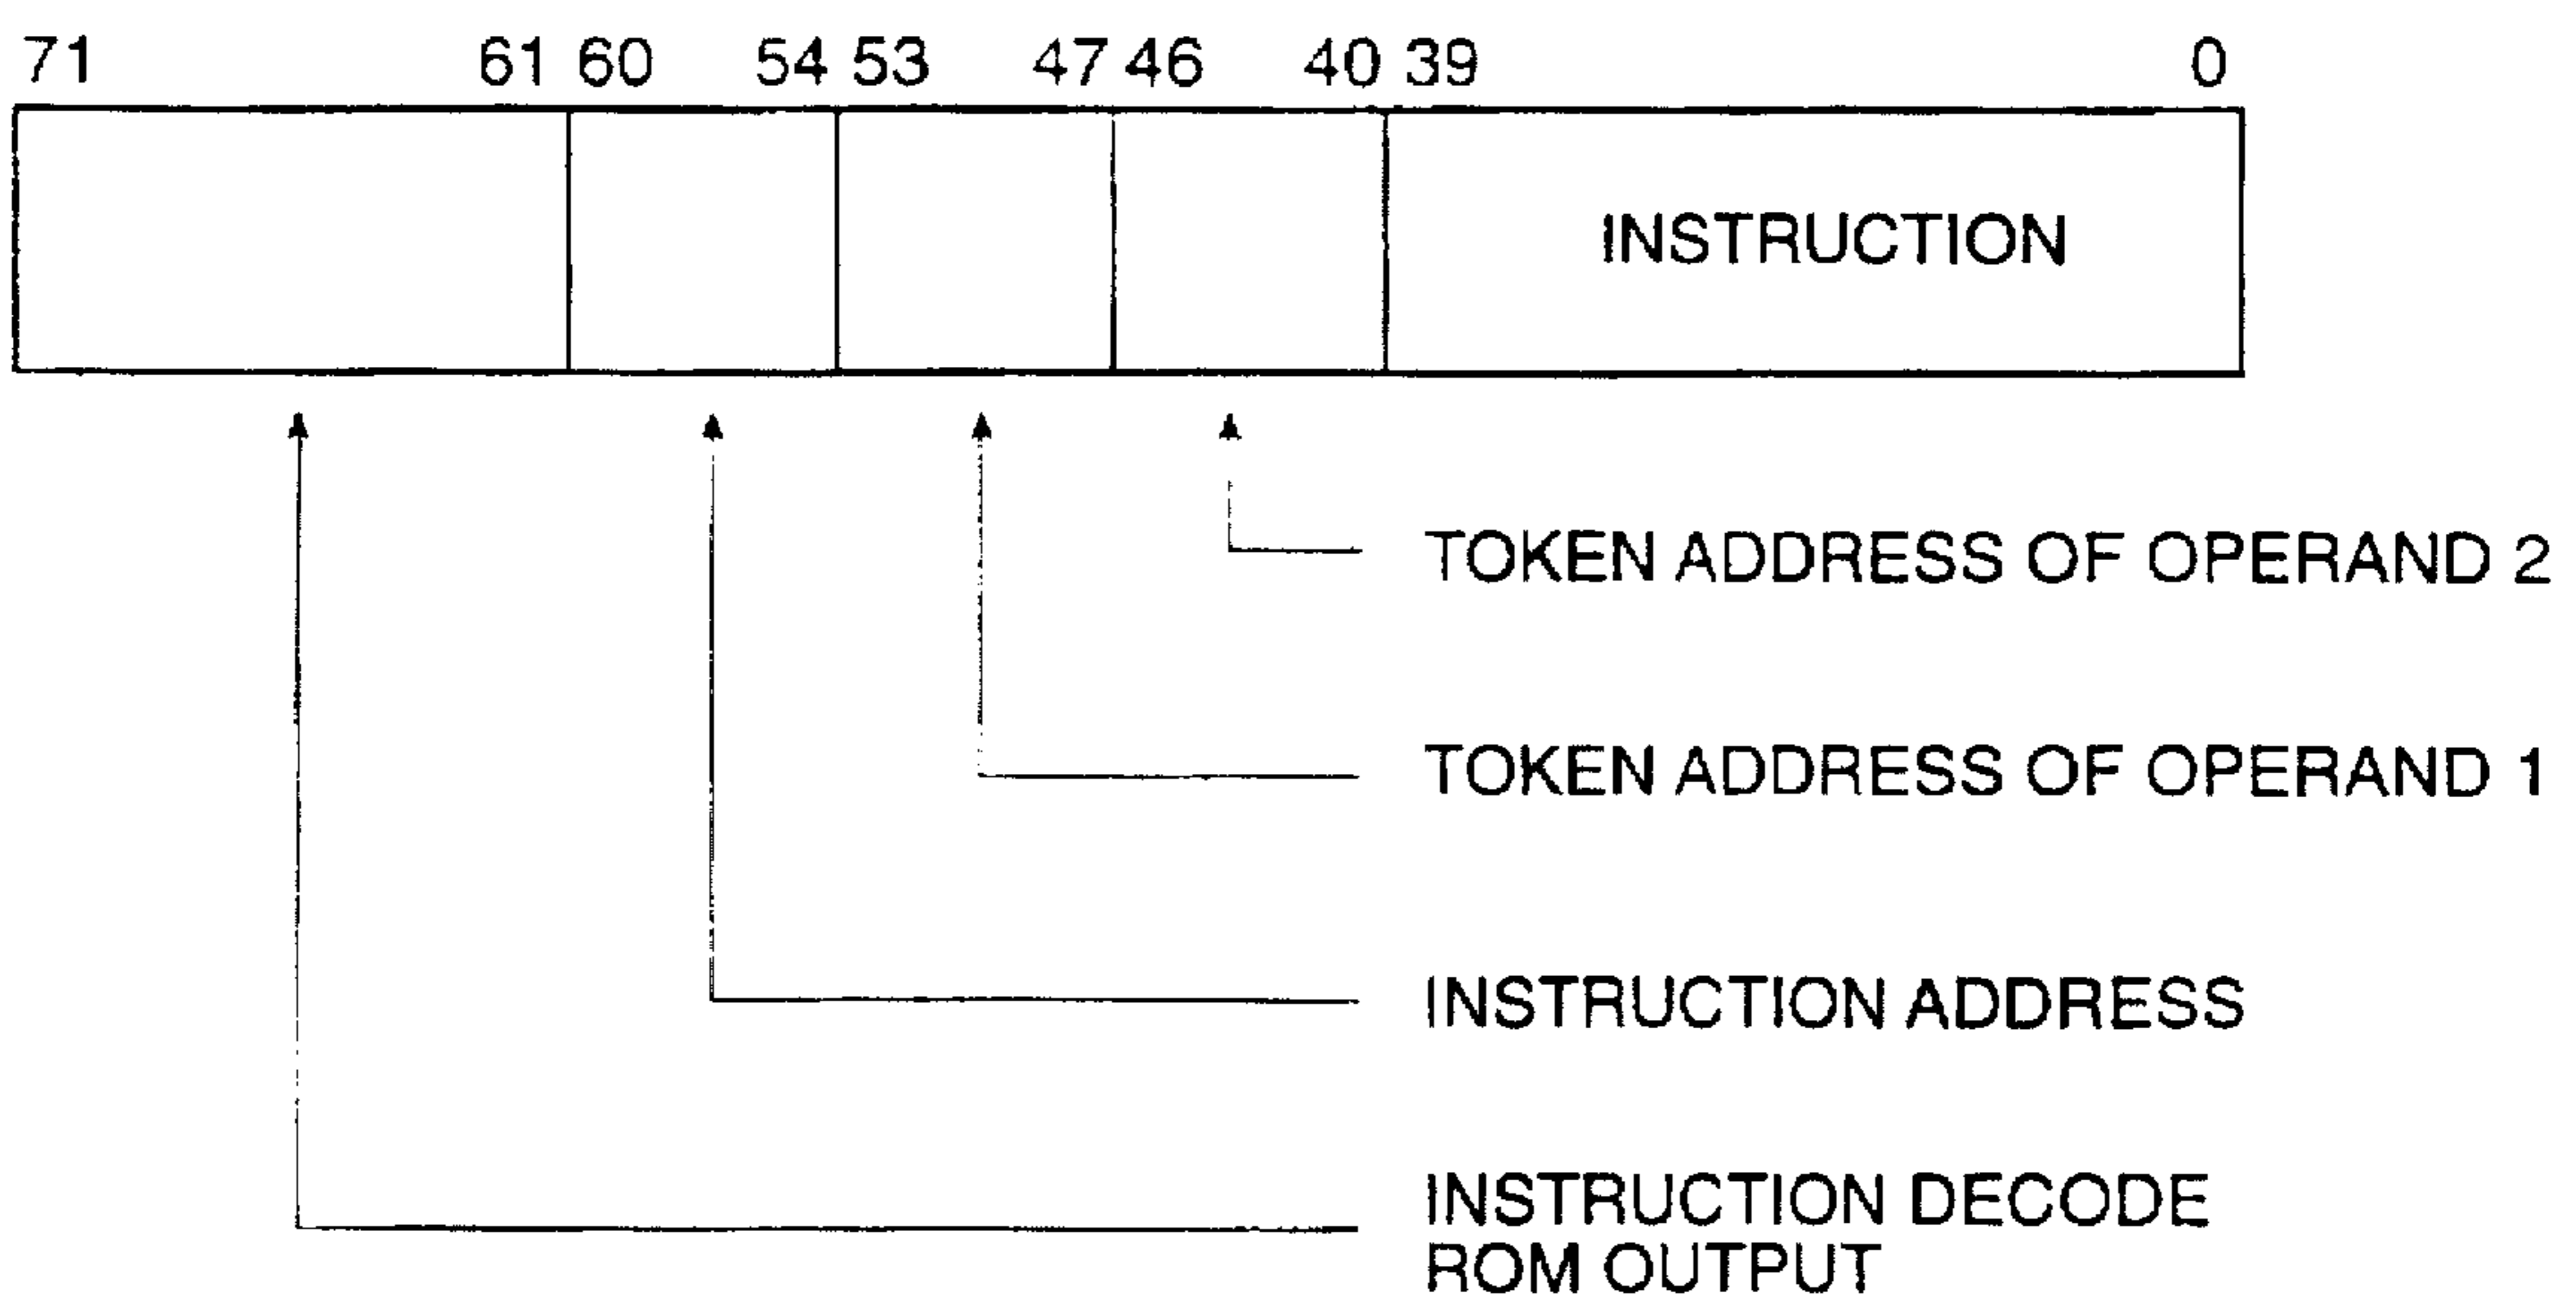 71 61 60 54 53 47 46 40 39 0
INSTRUCTION
TOKEN ADDRESS OF OPERAND 2
TOKEN ADDRESS OF OPERAND 1
INSTRUCTION ADDRESS
INSTRUCTION DECODE
ROM OUTPUT